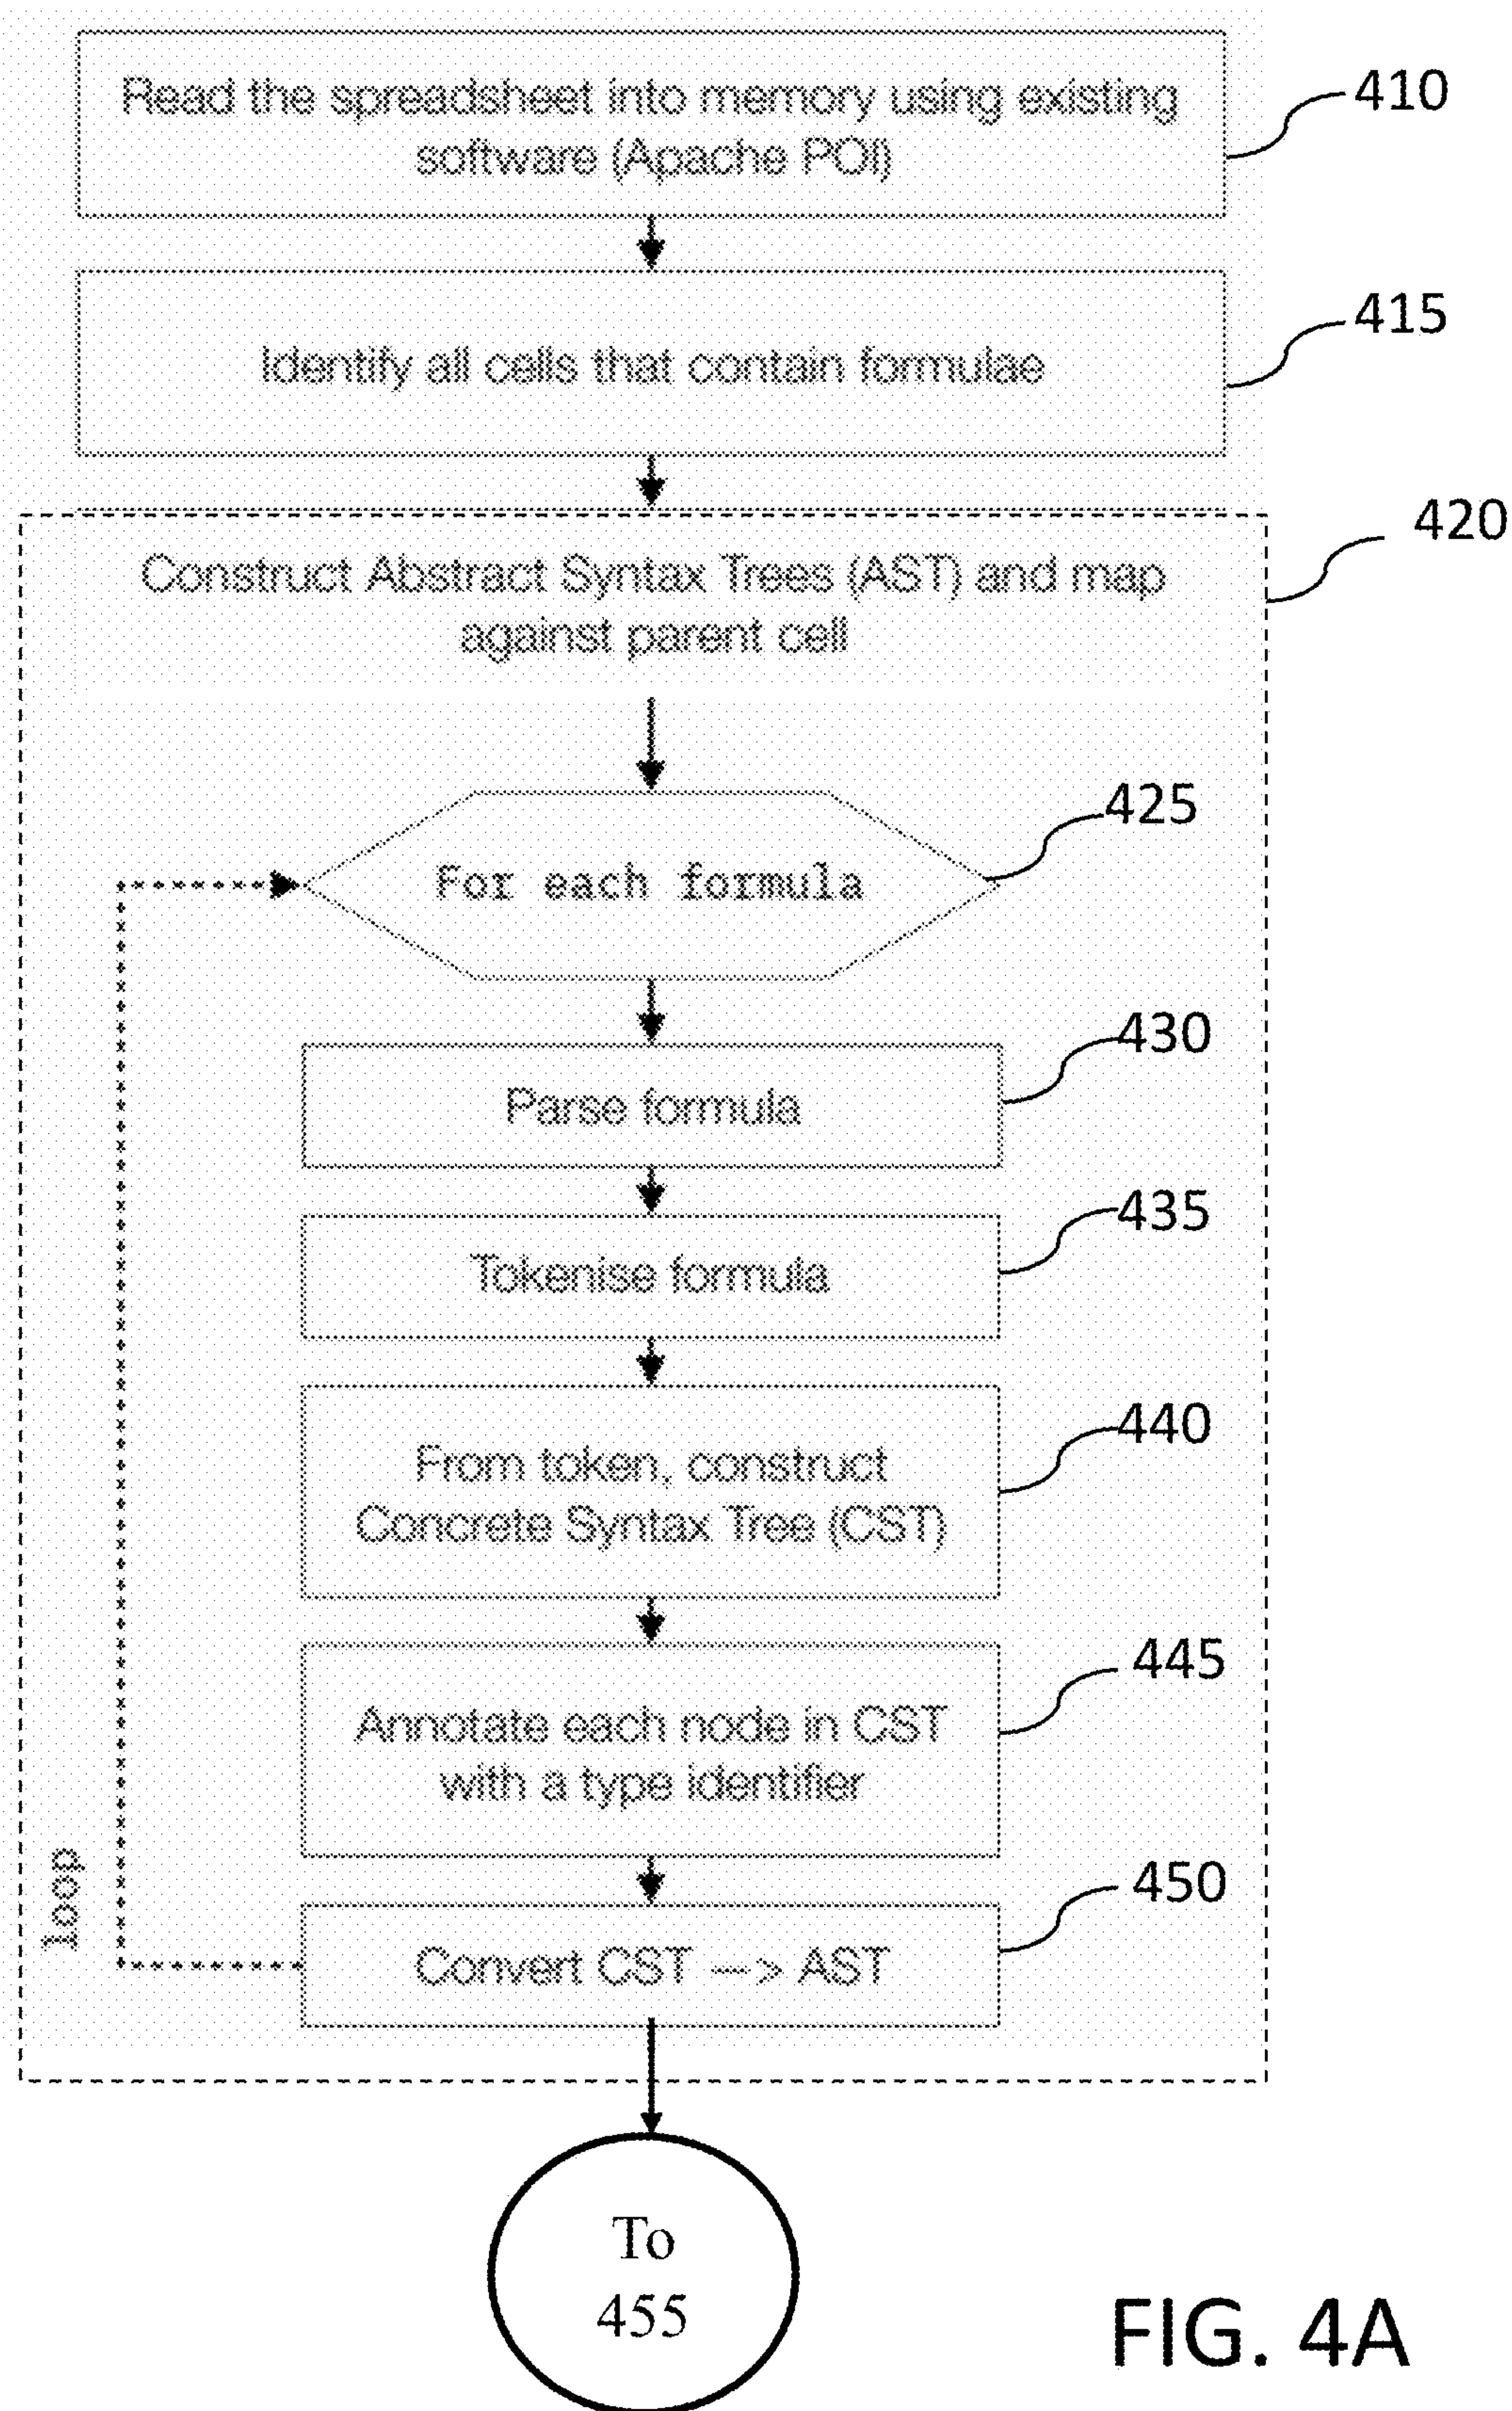 Read the spreadsheet into memory using existing
software (Apache POI)
410
Identify all cells that contain formulae
415
420
Construct Abstract Syntax Trees (AST) and map
against parent cell
425
For each formula
430
Parse formula
435
Tokenise formula
440
From token, construct
Concrete Syntax Tree (CST)
445
Annotate each node in CST
with a type identifier
loop
450
Convert CST —> AST
To
455
FIG. 4A